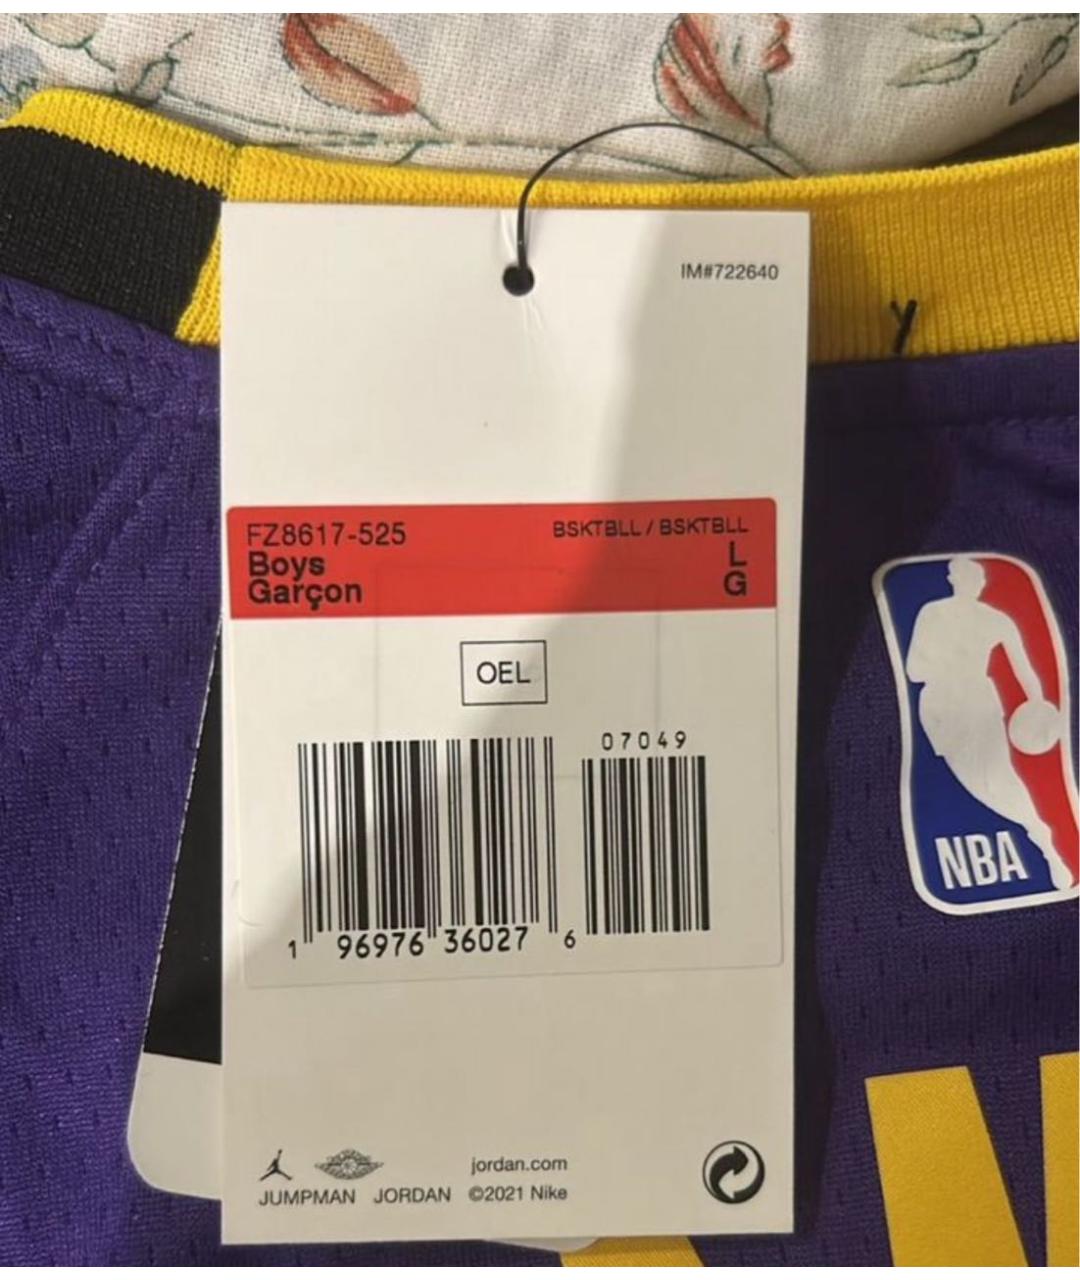 IM#722640
FZ8617-525 BSKTBLL / BSKTBLL
Boys L
Garçon G
OEL
07049
1 96976 36027 6
NBA
jordan.com
JUMPMAN JORDAN ©2021 Nike